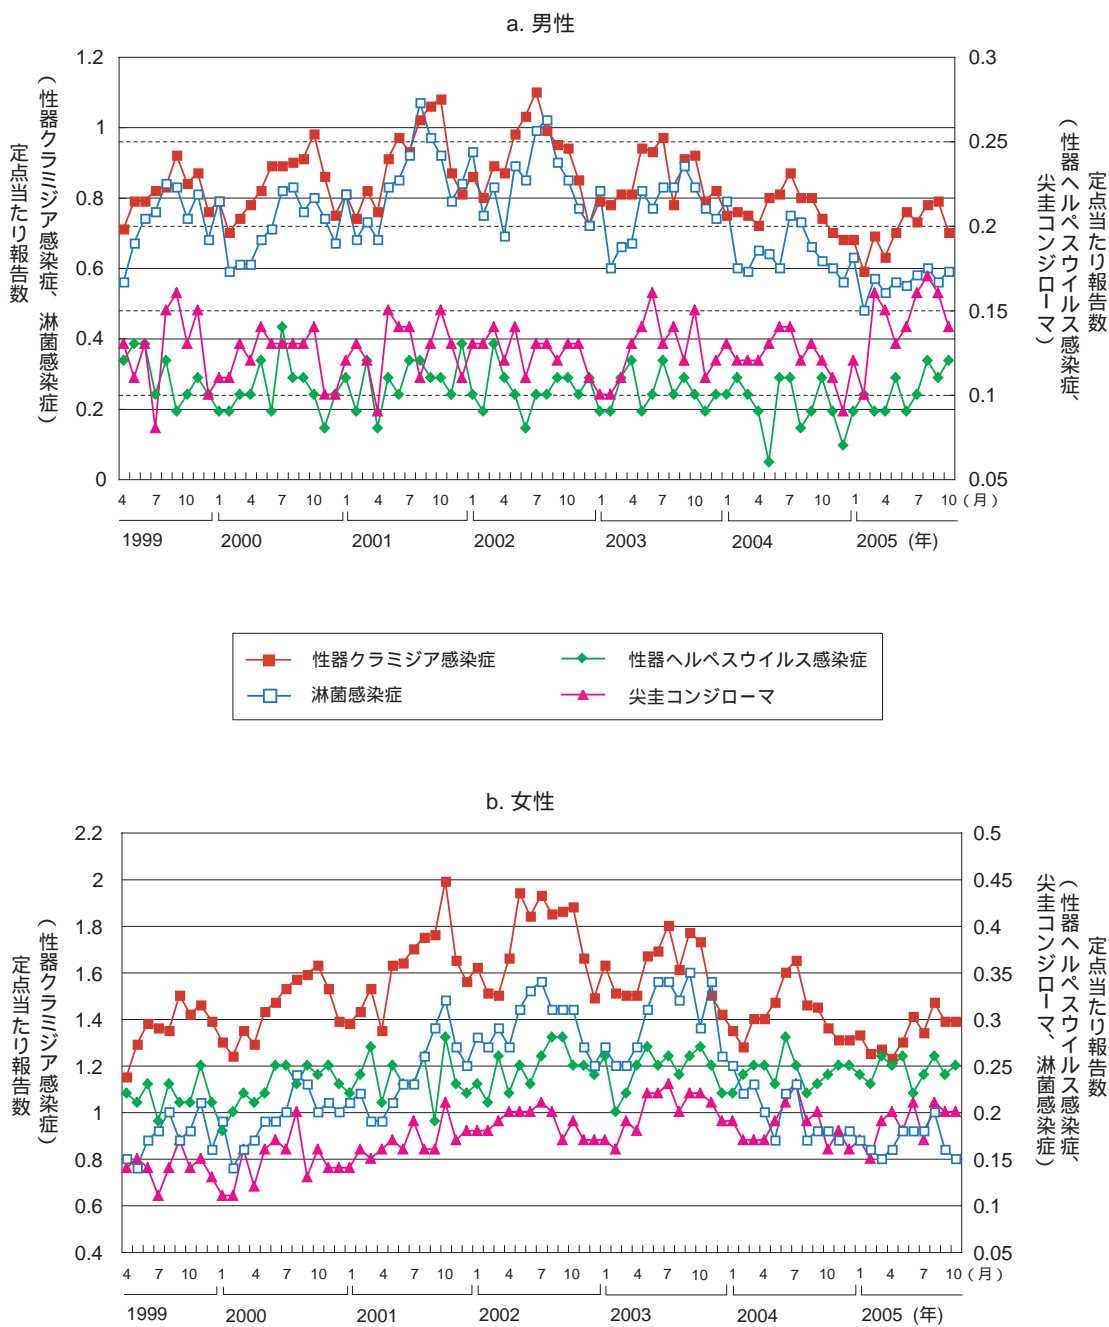 a. 男性
1.2
1
0.8
0.6
0.4
0.2
0
0.3
0.25
0.2
0.15
0.1
0.05
定点当たり報告数
（性器クラミジア感染症、淋菌感染症）
定点当たり報告数
（性器ヘルペスウイルス感染症、
尖圭コンジローマ）
4 7 10 1 4 7 10 1 4 7 10 1 4 7 10 1 4 7 10 1 4 7 10 1 4 7 10 (月)
1999 2000 2001 2002 2003 2004 2005 (年)
性器クラミジア感染症 性器ヘルペスウイルス感染症
淋菌感染症 尖圭コンジローマ
b. 女性
2.2
2
1.8
1.6
1.4
1.2
1
0.8
0.6
0.4
0.5
0.45
0.4
0.35
0.3
0.25
0.2
0.15
0.1
0.05
定点当たり報告数
（性器クラミジア感染症）
定点当たり報告数
（性器ヘルペスウイルス感染症、
尖圭コンジローマ、淋菌感染症）
4 7 10 1 4 7 10 1 4 7 10 1 4 7 10 1 4 7 10 1 4 7 10 1 4 7 10 (月)
1999 2000 2001 2002 2003 2004 2005 (年)